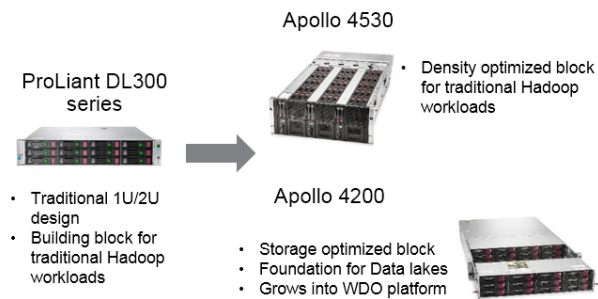 Apollo 4530
• Density optimized block
for traditional Hadoop
workloads
ProLiant DL300
series
• Traditional 1U/2U
design
• Building block for
traditional Hadoop
workloads
Apollo 4200
• Storage optimized block
• Foundation for Data lakes
• Grows into WDO platform